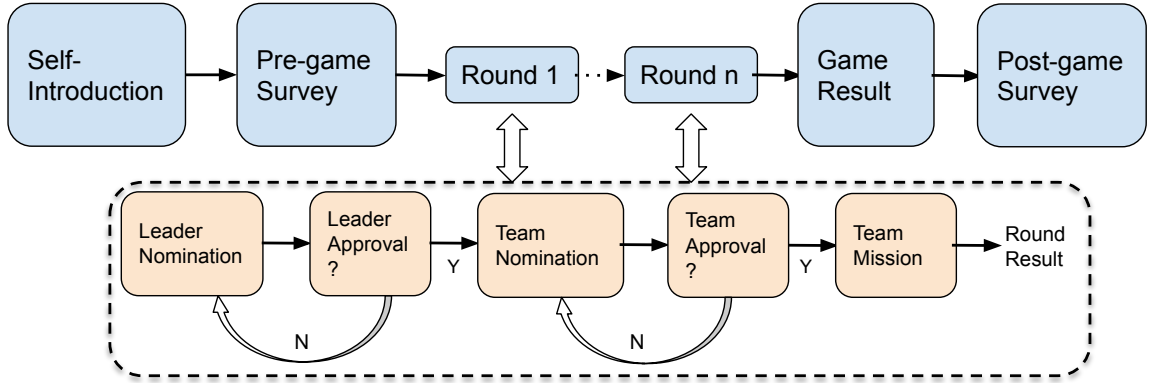 Self-
Introduction
Pre-game
Survey
Round 1
Round n
Game
Result
Post-game
Survey
Leader
Nomination
Leader
Approval
?
Y
Team
Nomination
Team
Approval
?
Y
Team
Mission
Round
Result
N
N